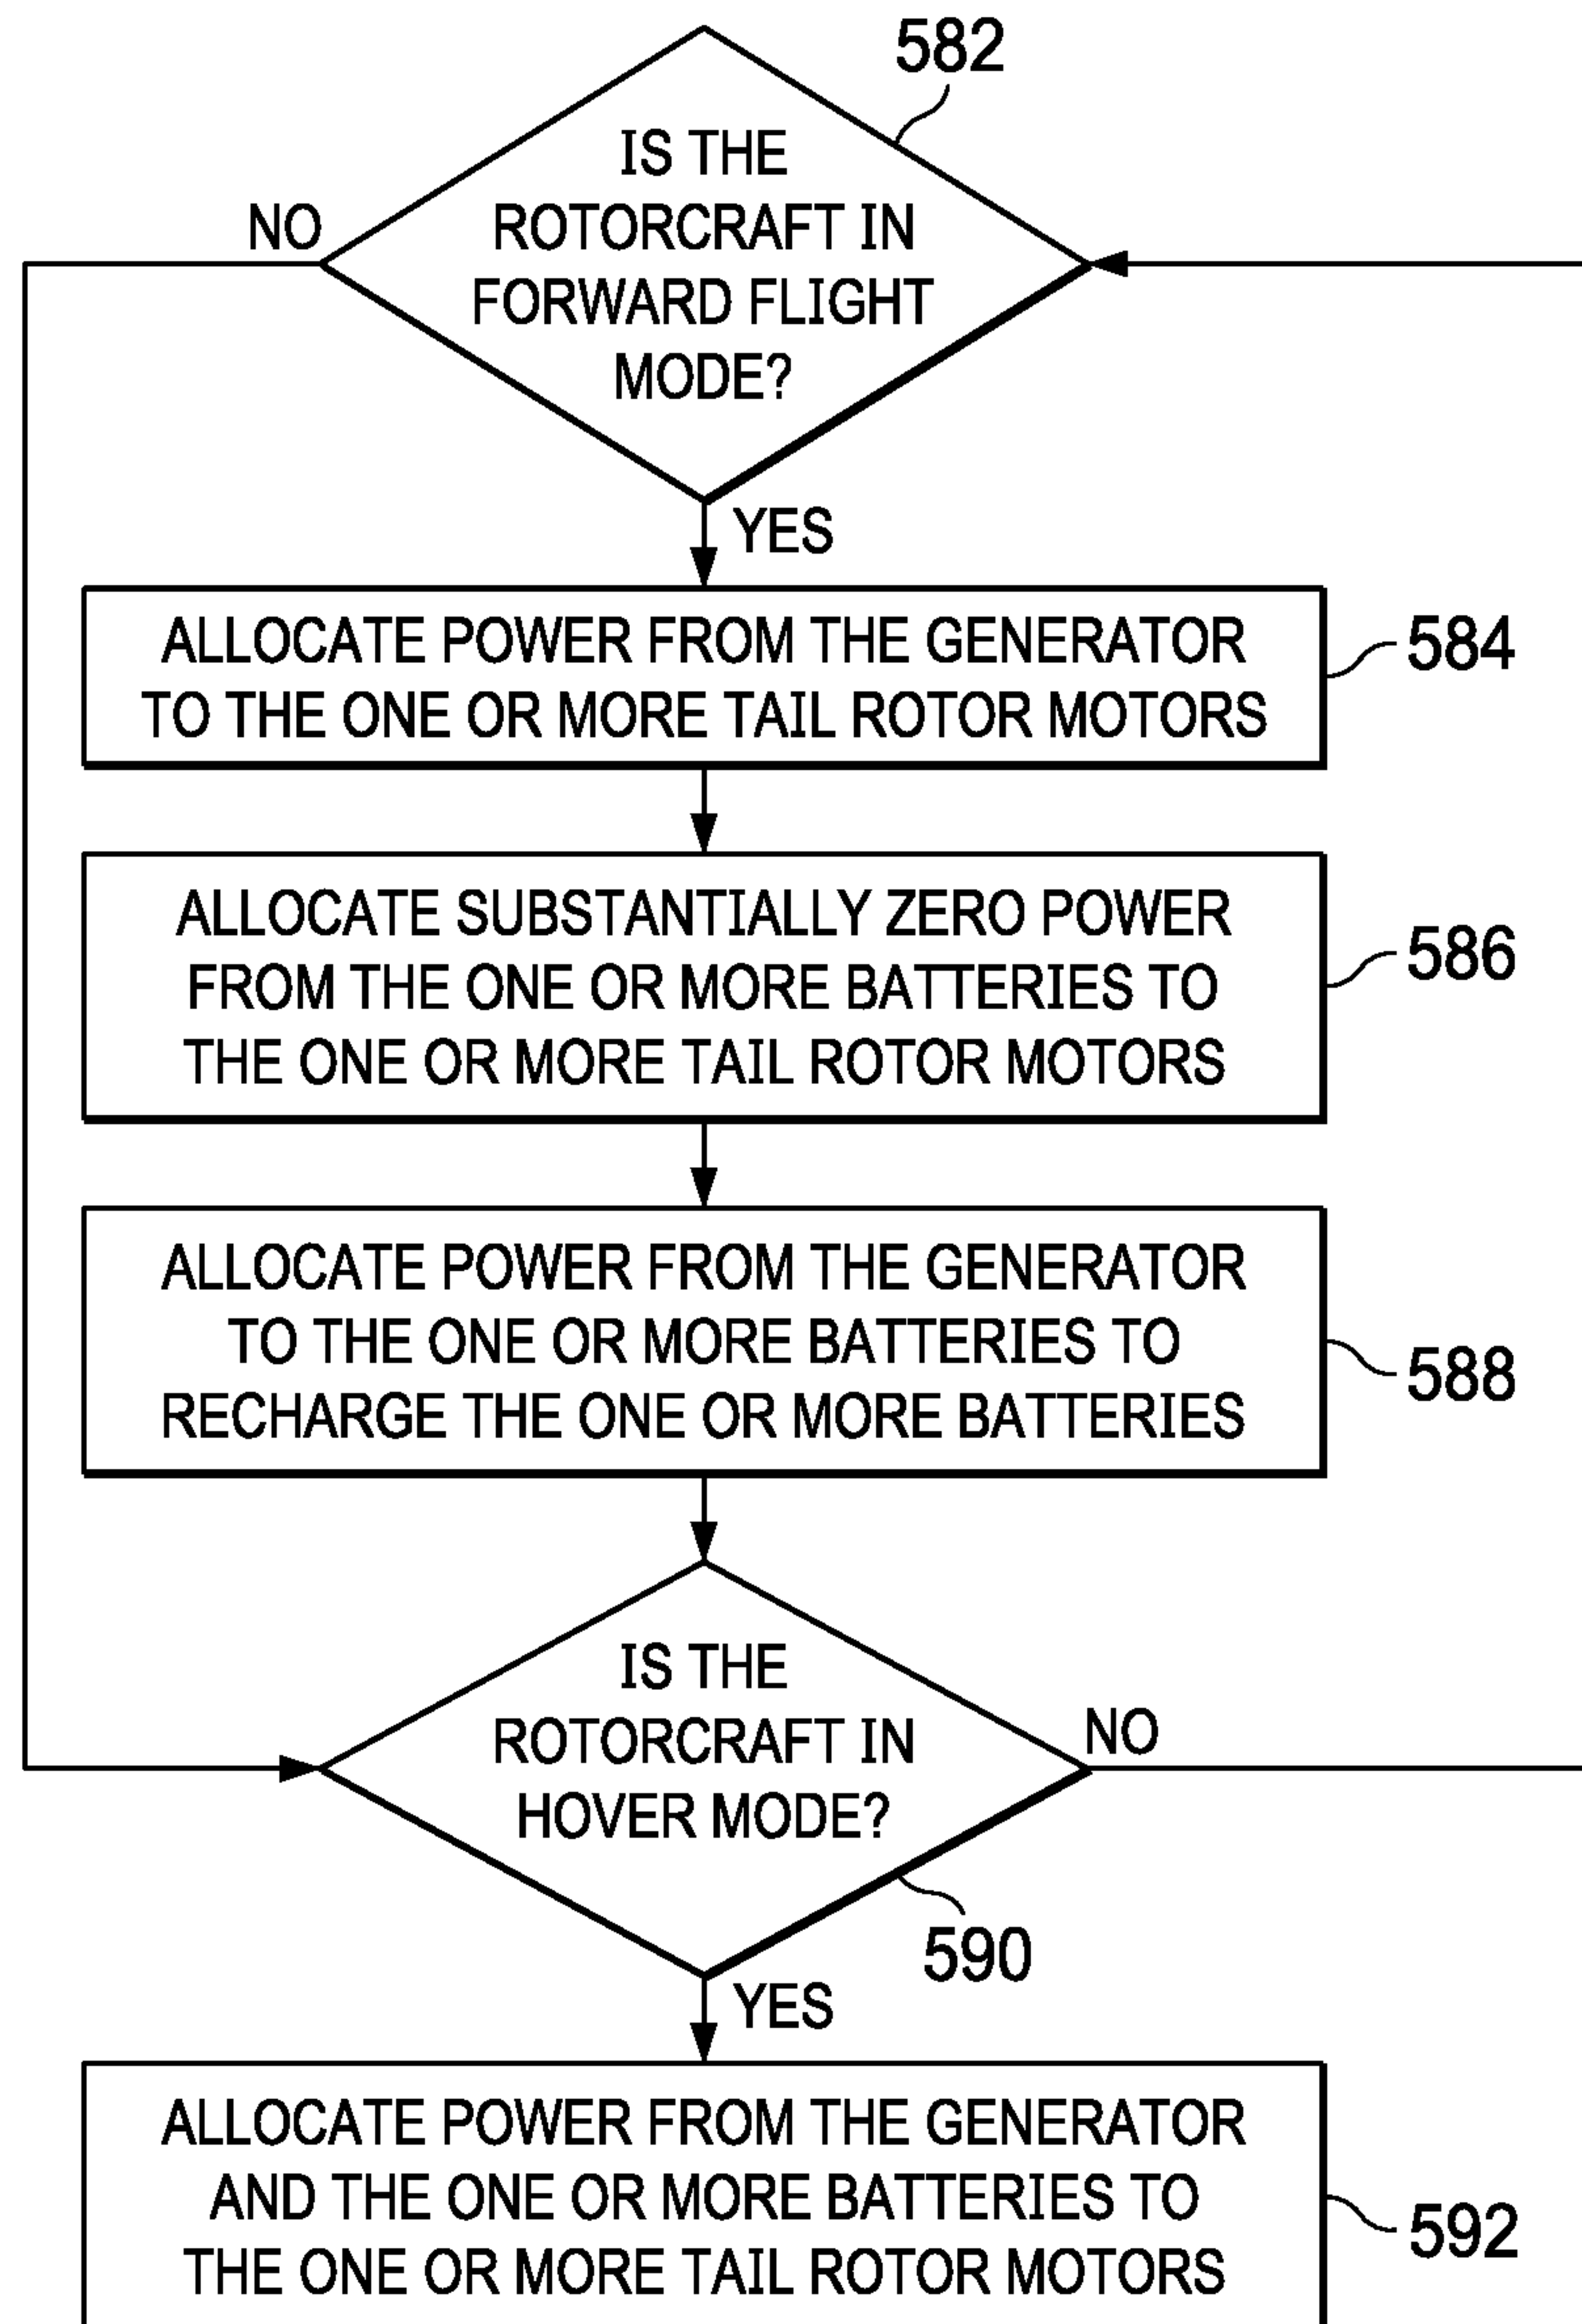 582
IS THE
ROTORCRAFT IN
FORWARD FLIGHT
MODE?
NO
YES
ALLOCATE POWER FROM THE GENERATOR
TO THE ONE OR MORE TAIL ROTOR MOTORS
584
ALLOCATE SUBSTANTIALLY ZERO POWER
FROM THE ONE OR MORE BATTERIES TO
THE ONE OR MORE TAIL ROTOR MOTORS
586
ALLOCATE POWER FROM THE GENERATOR
TO THE ONE OR MORE BATTERIES TO
RECHARGE THE ONE OR MORE BATTERIES
588
IS THE
ROTORCRAFT IN
HOVER MODE?
NO
590
YES
ALLOCATE POWER FROM THE GENERATOR
AND THE ONE OR MORE BATTERIES TO
THE ONE OR MORE TAIL ROTOR MOTORS
592